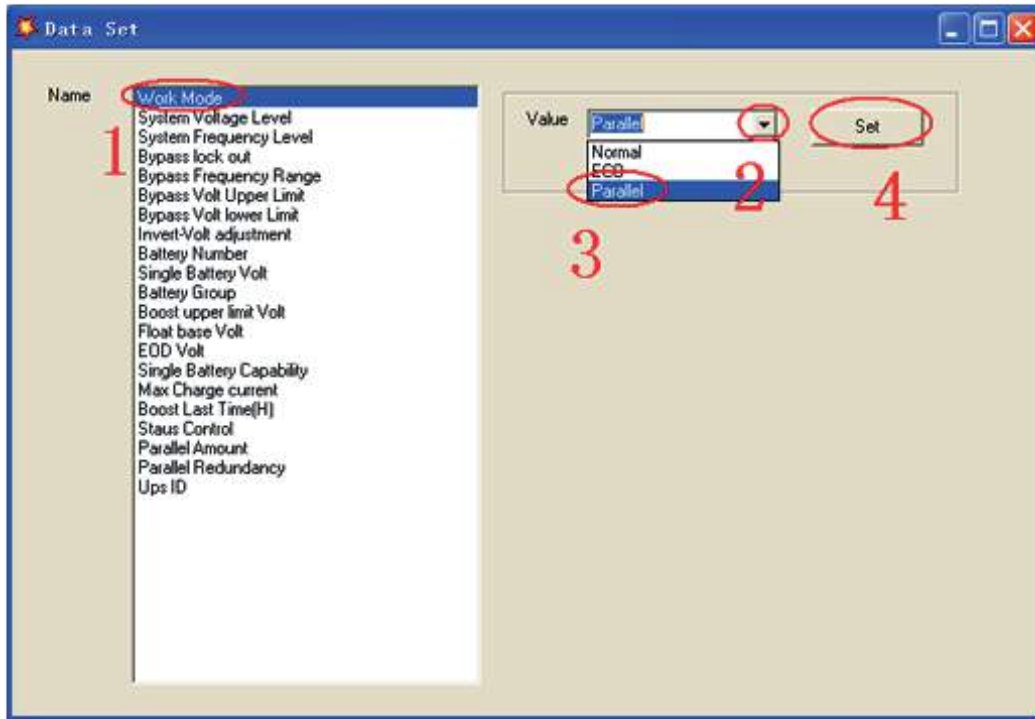 Data Set
Name
Work Mode
System Voltage Level
System Frequency Level
Bypass lock out
Bypass Frequency Range
Bypass Volt Upper Limit
Bypass Volt lower Limit
Invert-Volt adjustment
Battery Number
Single Battery Volt
Battery Group
Boost upper limit Volt
Float base Volt
EOD Volt
Single Battery Capability
Max Charge current
Boost Last Time(H)
Staus Control
Parallel Amount
Parallel Redundancy
Ups ID
1
Value
Parallel
Set
Normal
ECO
Parallel
2
3
4